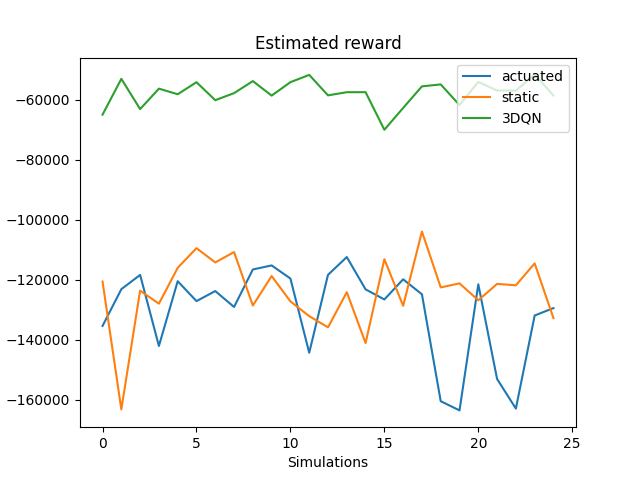 Estimated reward
actuated
static
3DQN
−60000
−80000
−100000
−120000
−140000
−160000
0 5 10 15 20 25
Simulations